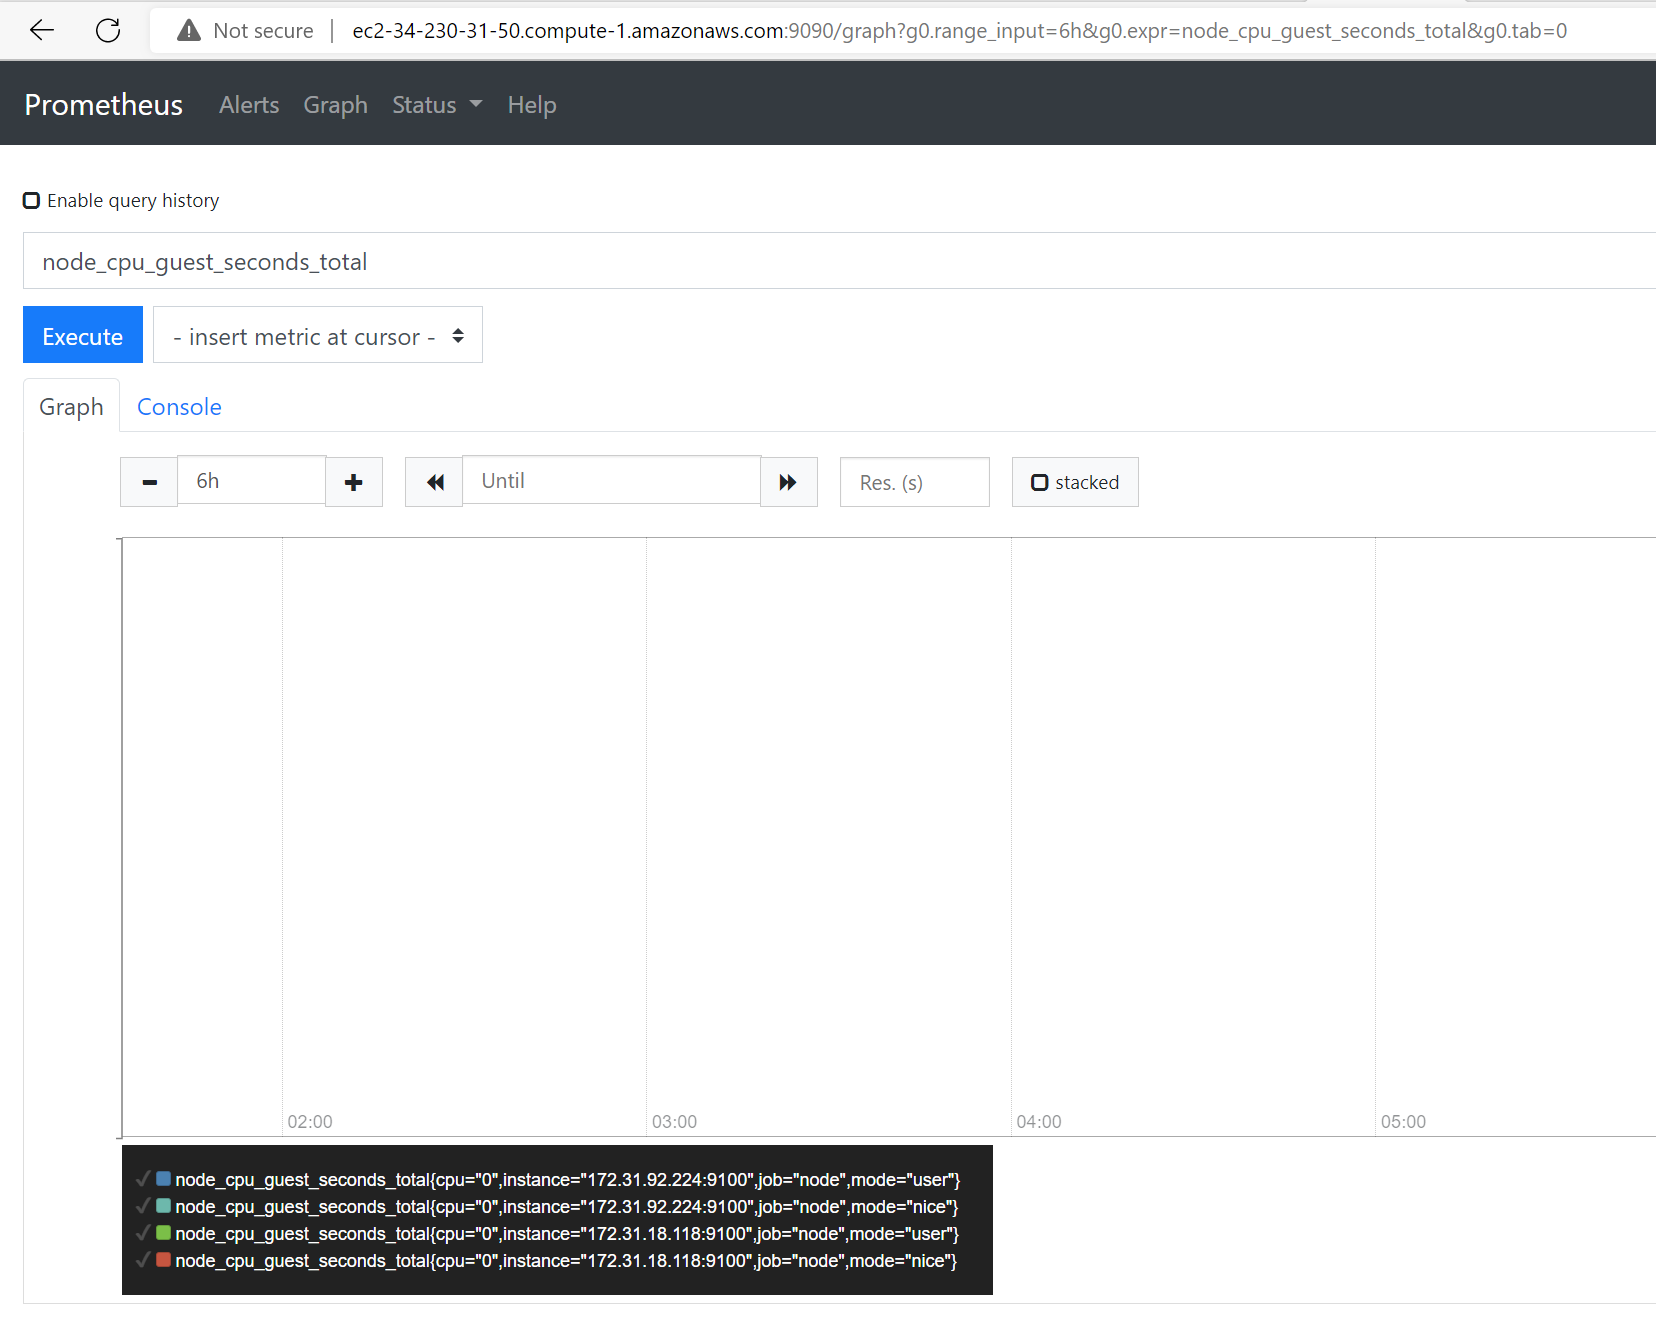 Not secure | ec2-34-230-31-50.compute-1.amazonaws.com:9090/graph?g0.range_input=6h&g0.expr=node_cpu_guest_seconds_total&g0.tab=0
Prometheus Alerts Graph Status Help
Enable query history
node_cpu_guest_seconds_total
Execute - insert metric at cursor -
Graph Console
6h Until Res. (s) stacked
02:00 03:00 04:00 05:00
node_cpu_guest_seconds_total{cpu="0",instance="172.31.92.224:9100",job="node",mode="user"}
node_cpu_guest_seconds_total{cpu="0",instance="172.31.92.224:9100",job="node",mode="nice"}
node_cpu_guest_seconds_total{cpu="0",instance="172.31.18.118:9100",job="node",mode="user"}
node_cpu_guest_seconds_total{cpu="0",instance="172.31.18.118:9100",job="node",mode="nice"}